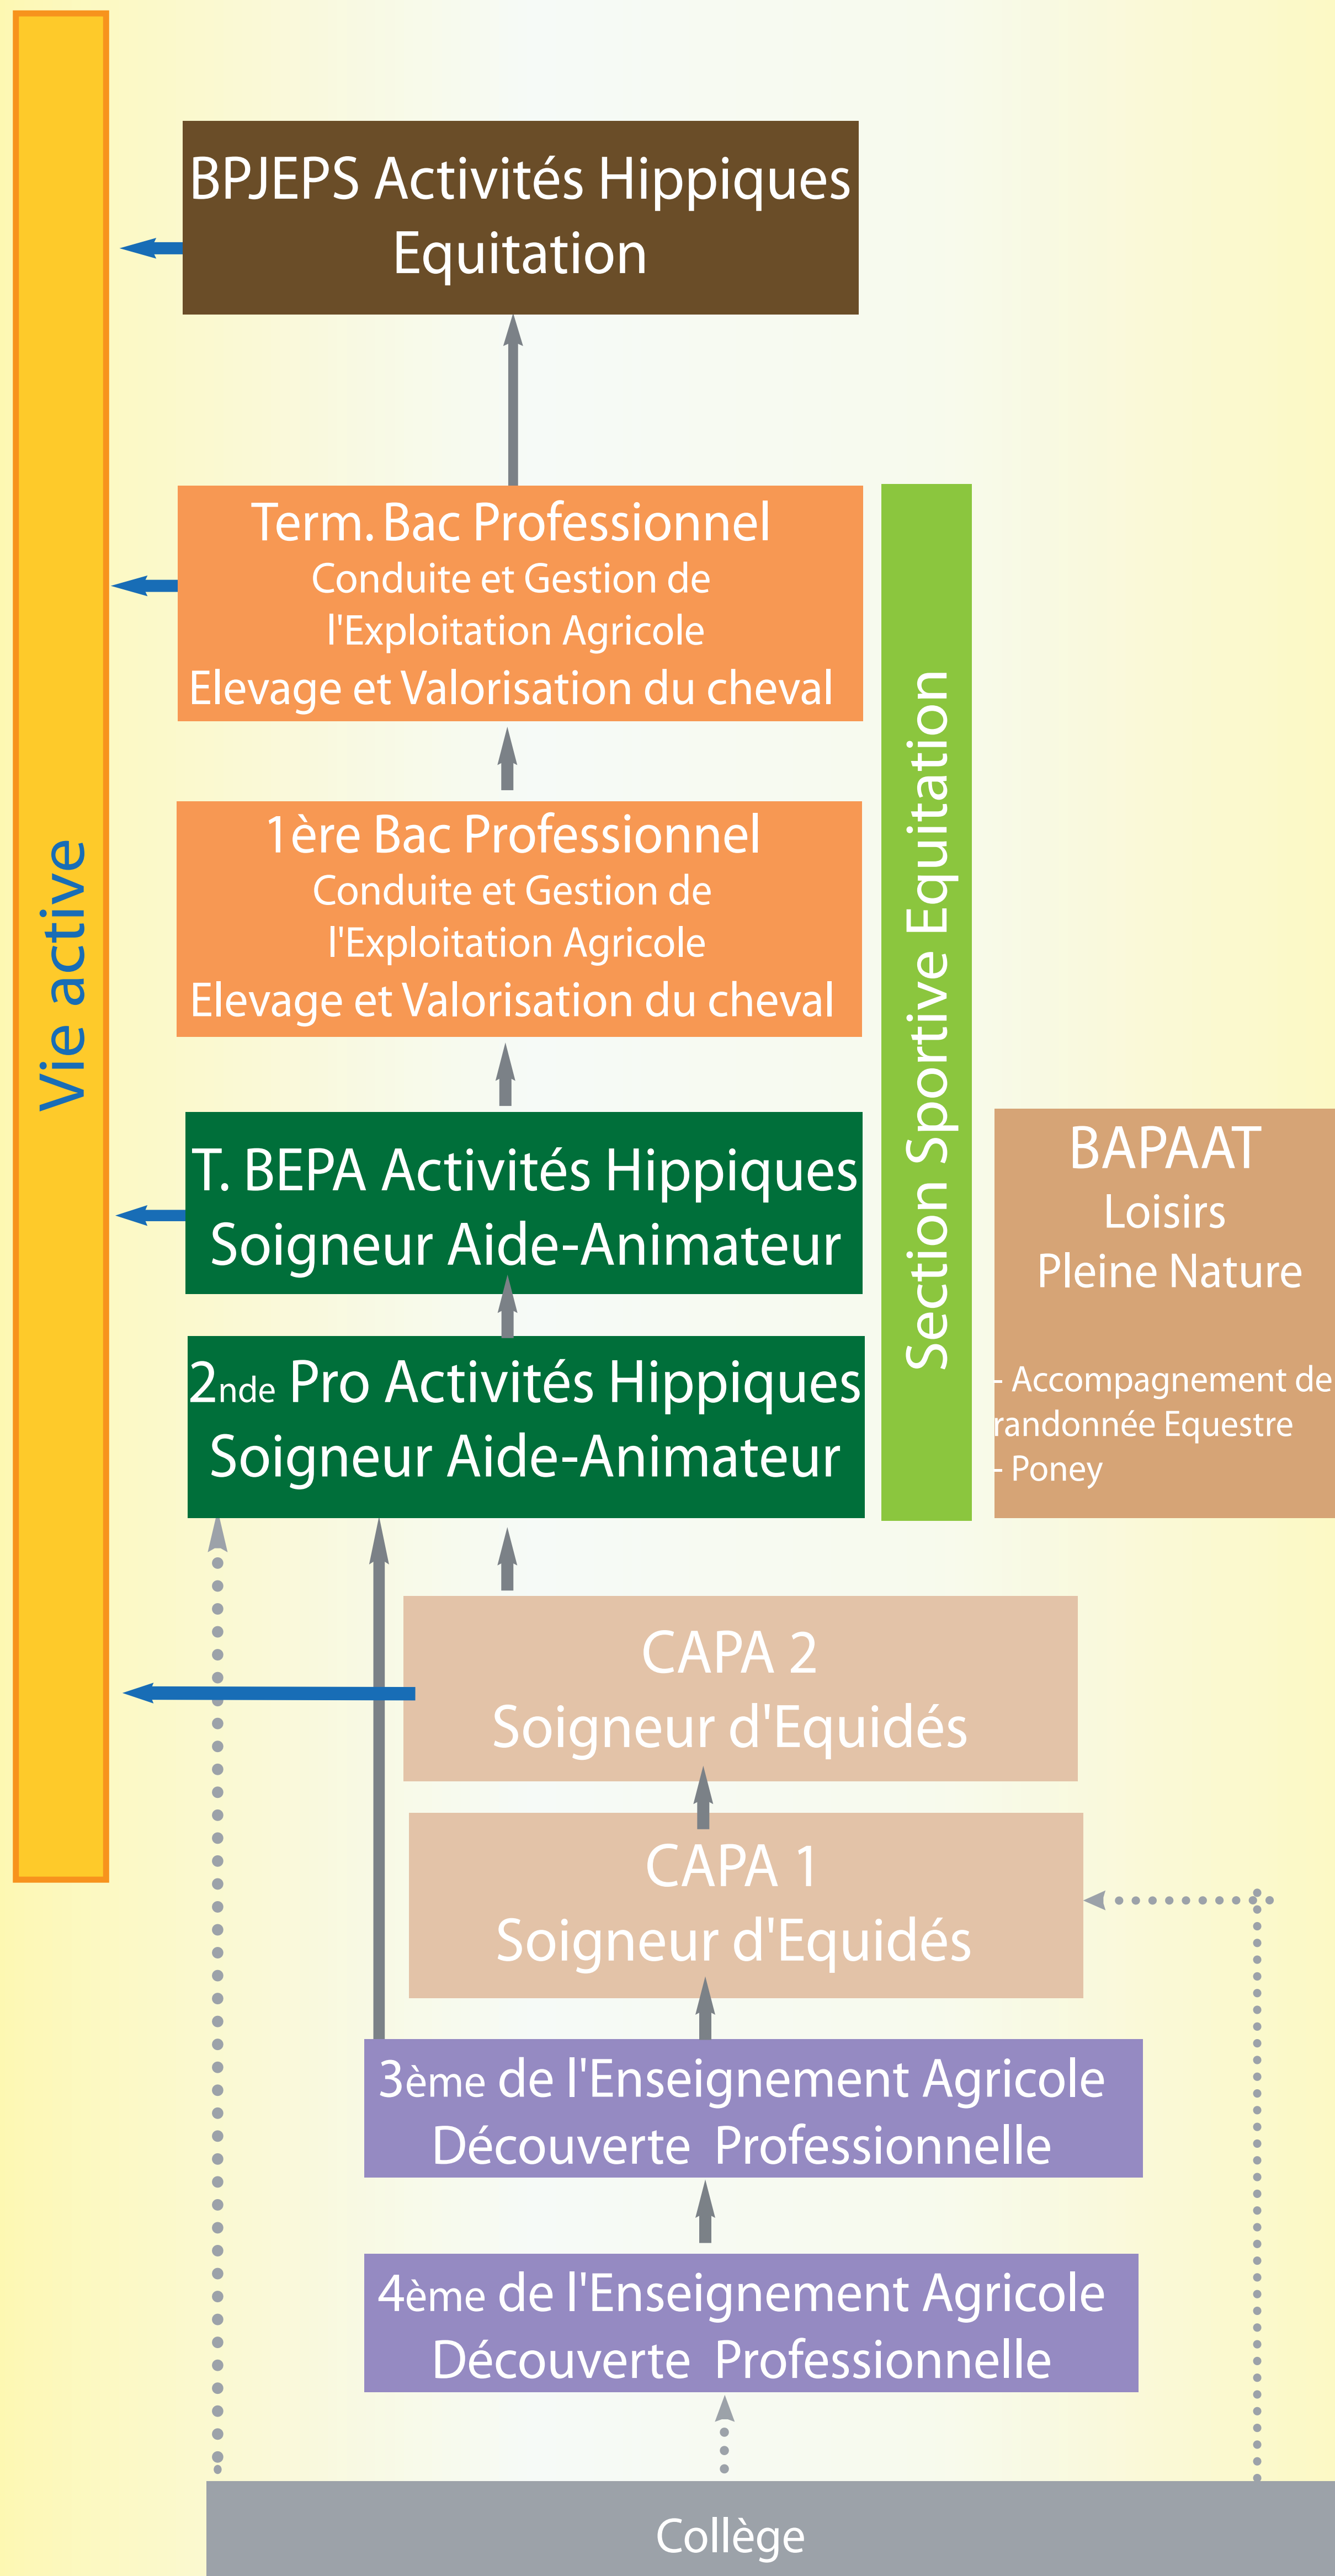 BPJEPS Activités Hippiques
Equitation
Term. Bac Professionnel
Conduite et Gestion de
l'Exploitation Agricole
Elevage et Valorisation du cheval
1ère Bac Professionnel
Conduite et Gestion de
l'Exploitation Agricole
Elevage et Valorisation du cheval
Vie active
Section Sportive Equitation
T. BEPA Activités Hippiques
Soigneur Aide-Animateur
BAPAAT
Loisirs
Pleine Nature
- Accompagnement de
randonnée Equestre
- Poney
2nde Pro Activités Hippiques
Soigneur Aide-Animateur
CAPA 2
Soigneur d'Equidés
CAPA 1
Soigneur d'Equidés
3ème de l'Enseignement Agricole
Découverte Professionnelle
4ème de l'Enseignement Agricole
Découverte Professionnelle
Collège